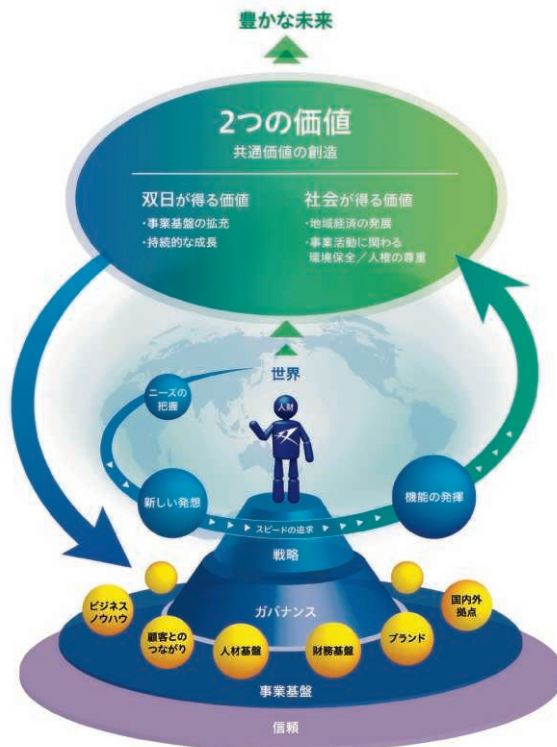 豊かな未来
2つの価値
共通価値の創造
双日が得る価値
・事業基盤の拡充
・持続的な成長
社会が得る価値
・地域経済の発展
・事業活動に関わる
環境保全／人権の尊重
世界
ニーズの
把握
人財
新しい発想
機能の発揮
スピードの追求
戦略
ガバナンス
ビジネス
ノウハウ
顧客との
つながり
人材基盤
財務基盤
ブランド
国内外
拠点
事業基盤
信頼